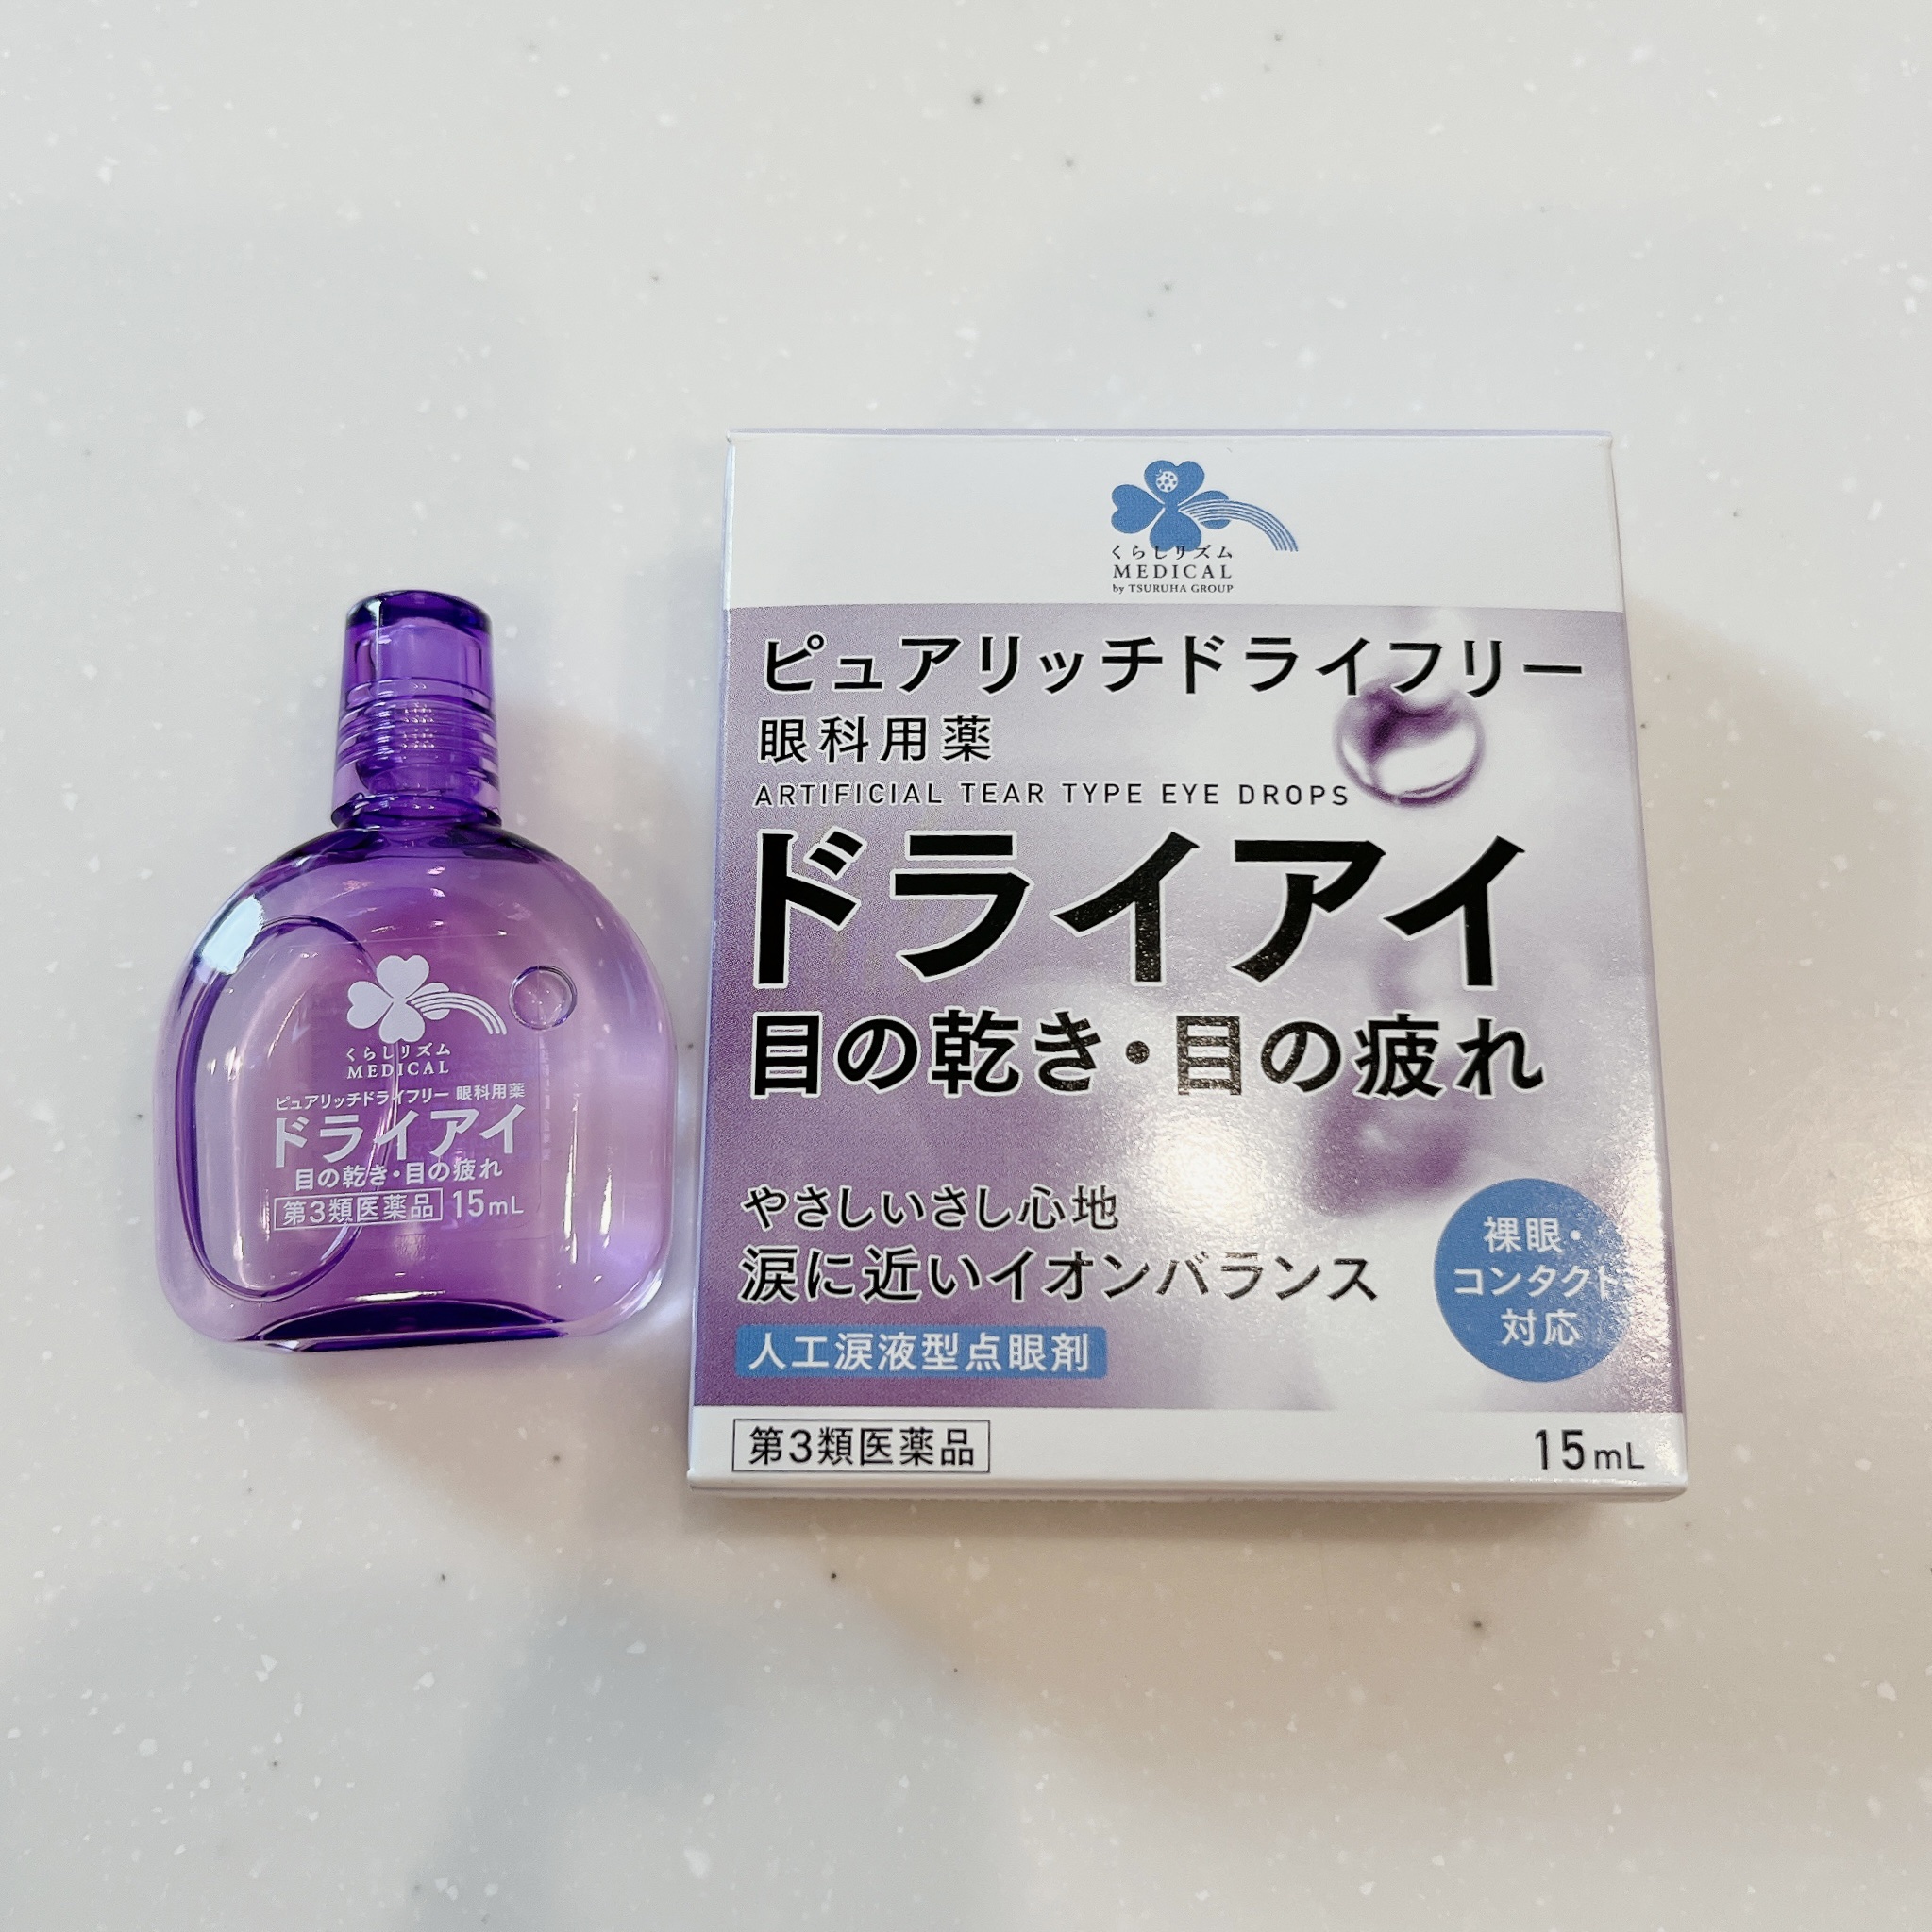 くらしリズム
MEDICAL
ピュアリッチドライフリー 眼科用薬
ドライアイ
目の乾き・目の疲れ
第3類医薬品 15mL
くらしリズム
MEDICAL
by TSURUHA GROUP
ピュアリッチドライフリー
眼科用薬
ARTIFICIAL TEAR TYPE EYE DROPS
ドライアイ
目の乾き・目の疲れ
やさしいさし心地
涙に近いイオンバランス
人工涙液型点眼剤
裸眼・
コンタクト
対応
第3類医薬品
15mL